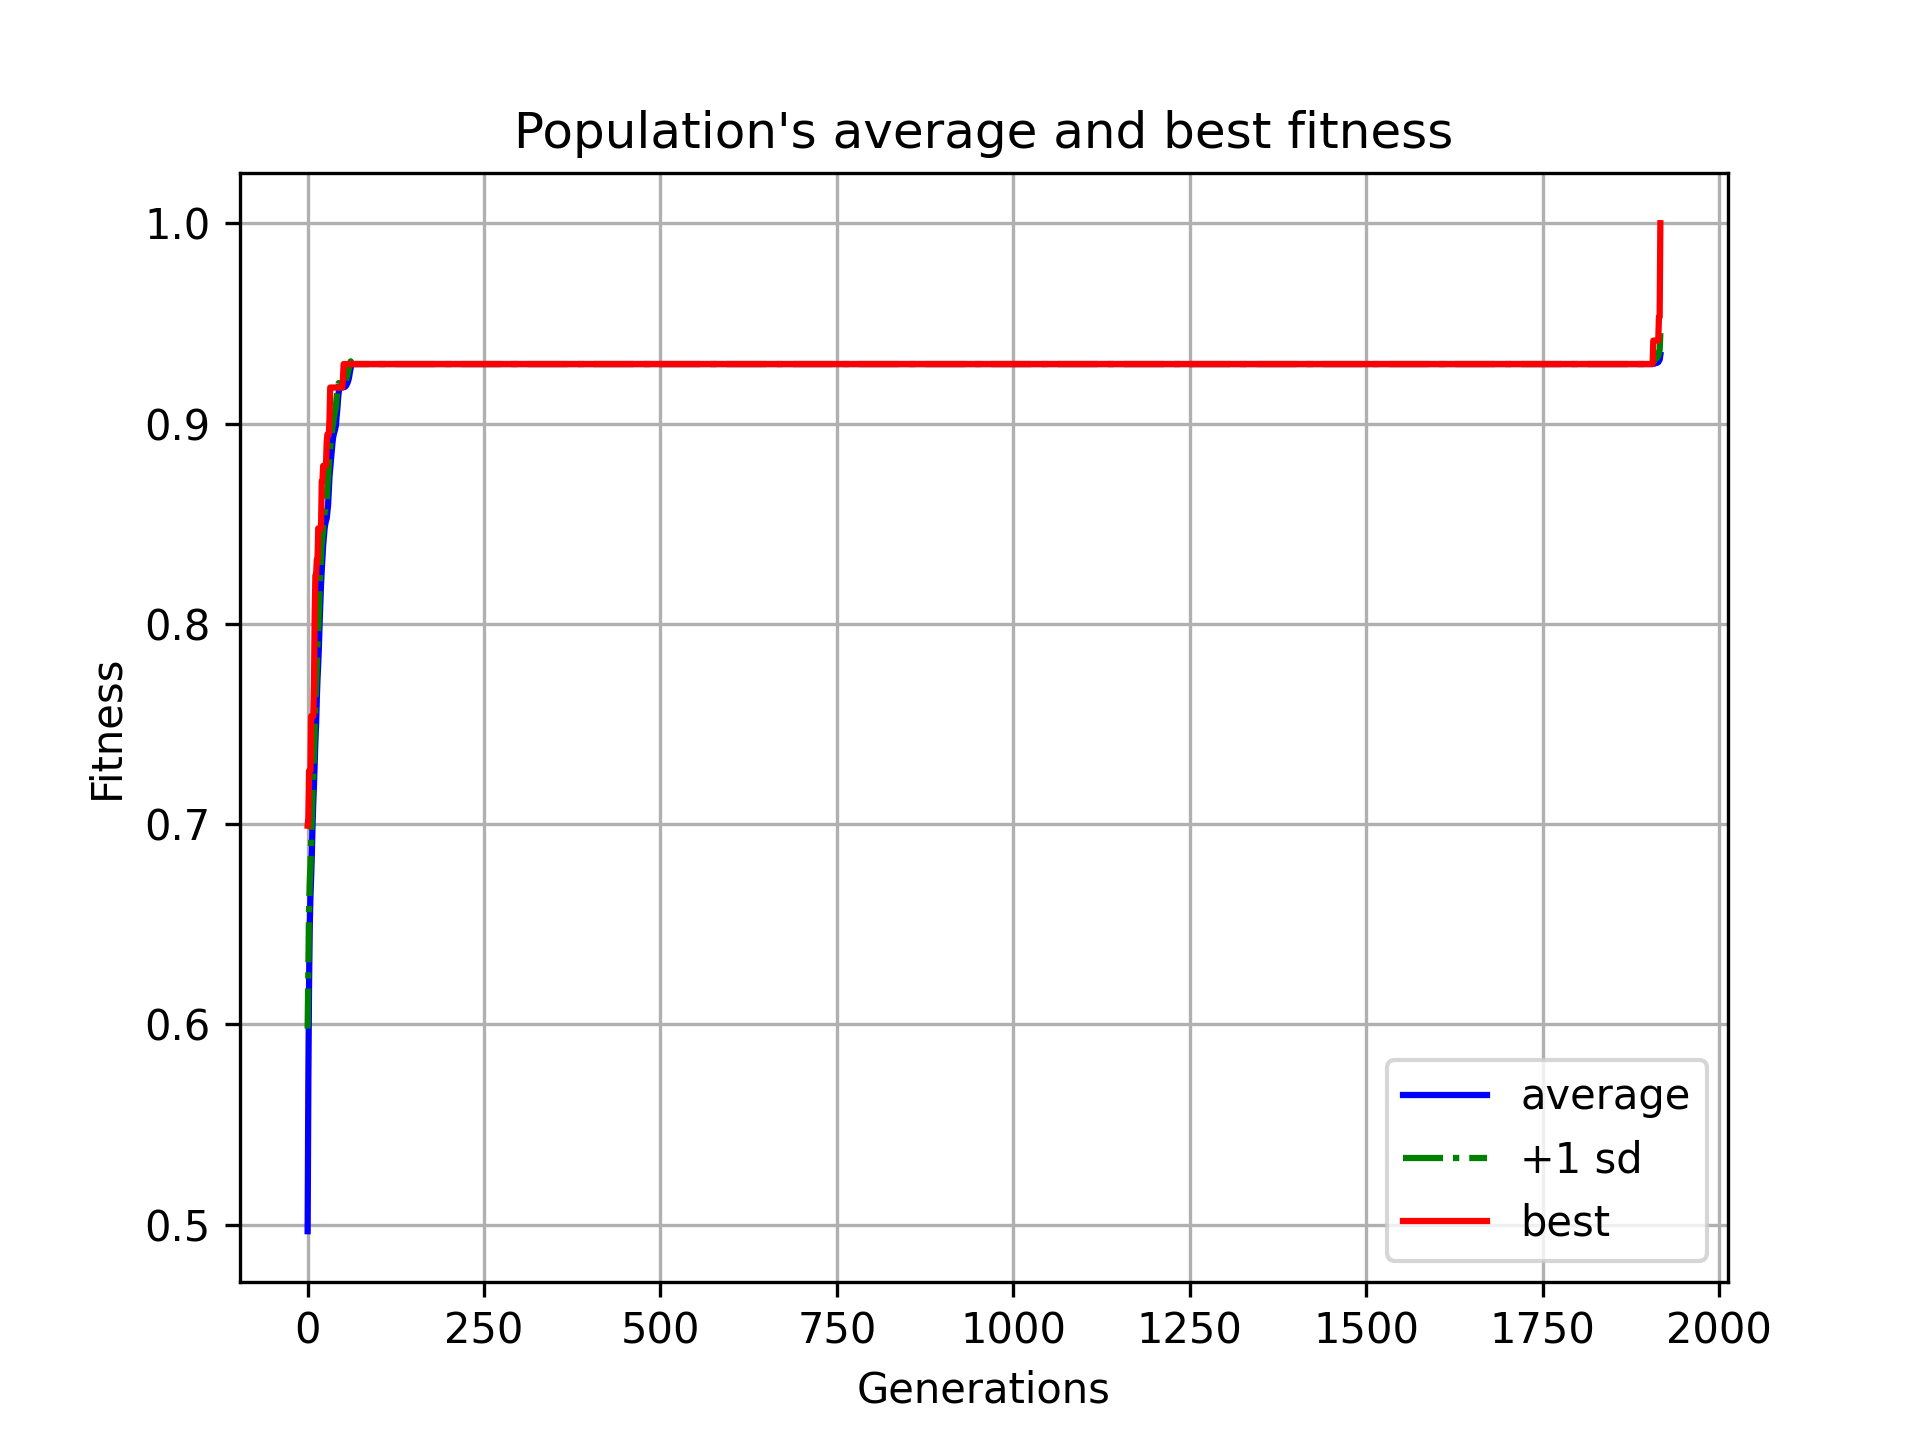 Population's average and best fitness
1.0
0.9
0.8
0.7
0.6
0.5
Fitness
average
+1 sd
best
0 250 500 750 1000 1250 1500 1750 2000
Generations